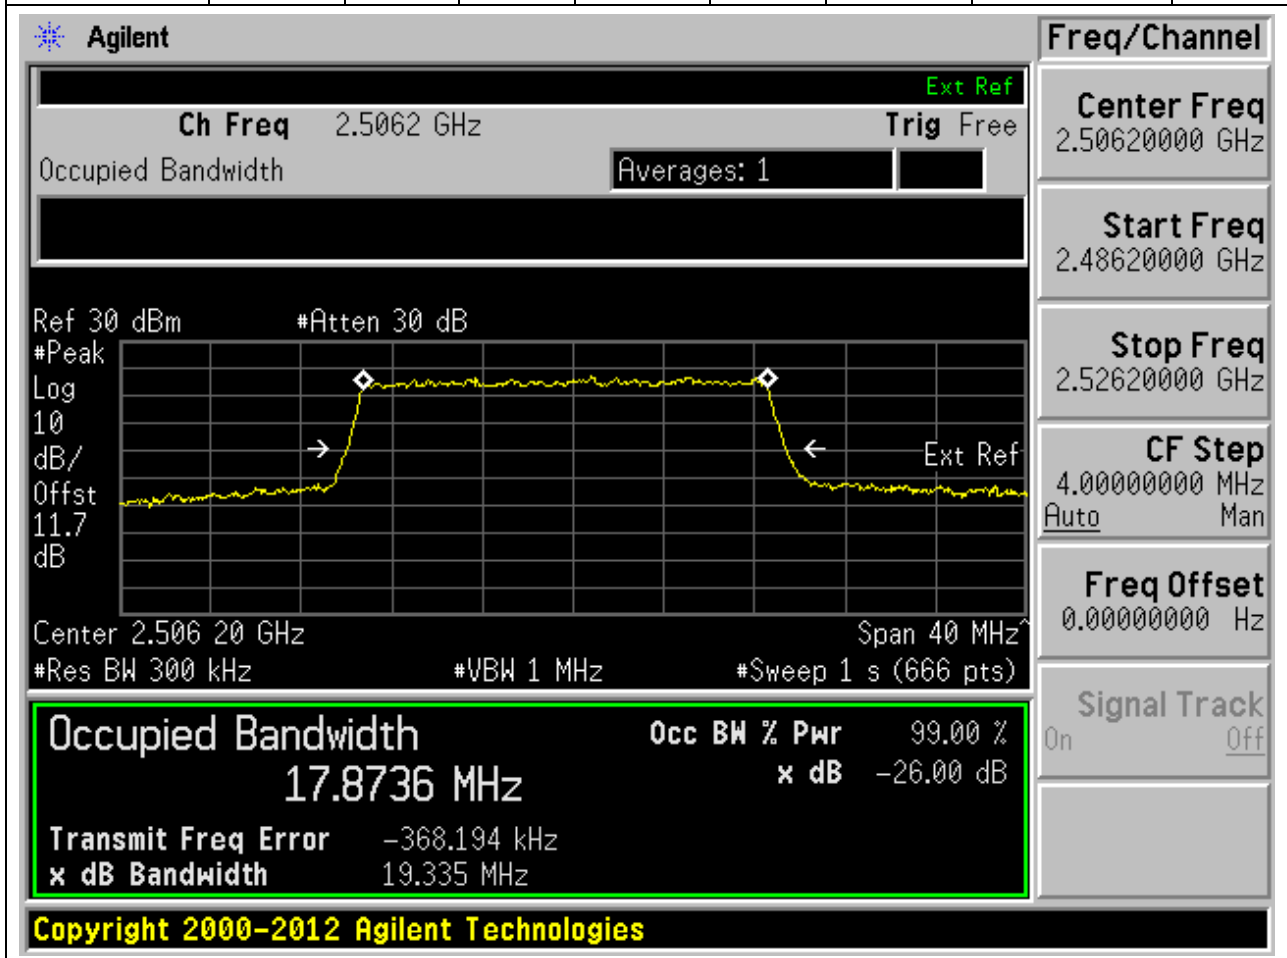 Agilent
Freq/Channel
Ext Ref
Ch Freq 2.5062 GHz Trig Free
Occupied Bandwidth Averages: 1
Ref 30 dBm #Atten 30 dB
#Peak
Log
10
dB/
Offst
11.7
dB
Ext Ref
Center 2.506 20 GHz Span 40 MHz^
#Res BW 300 kHz #VBW 1 MHz #Sweep 1 s (666 pts)
Occupied Bandwidth
17.8736 MHz
Occ BW % Pwr 99.00 %
x dB -26.00 dB
Transmit Freq Error -368.194 kHz
x dB Bandwidth 19.335 MHz
Center Freq
2.50620000 GHz
Start Freq
2.48620000 GHz
Stop Freq
2.52620000 GHz
CF Step
4.00000000 MHz
Auto Man
Freq Offset
0.00000000 Hz
Signal Track
On Off
Copyright 2000-2012 Agilent Technologies